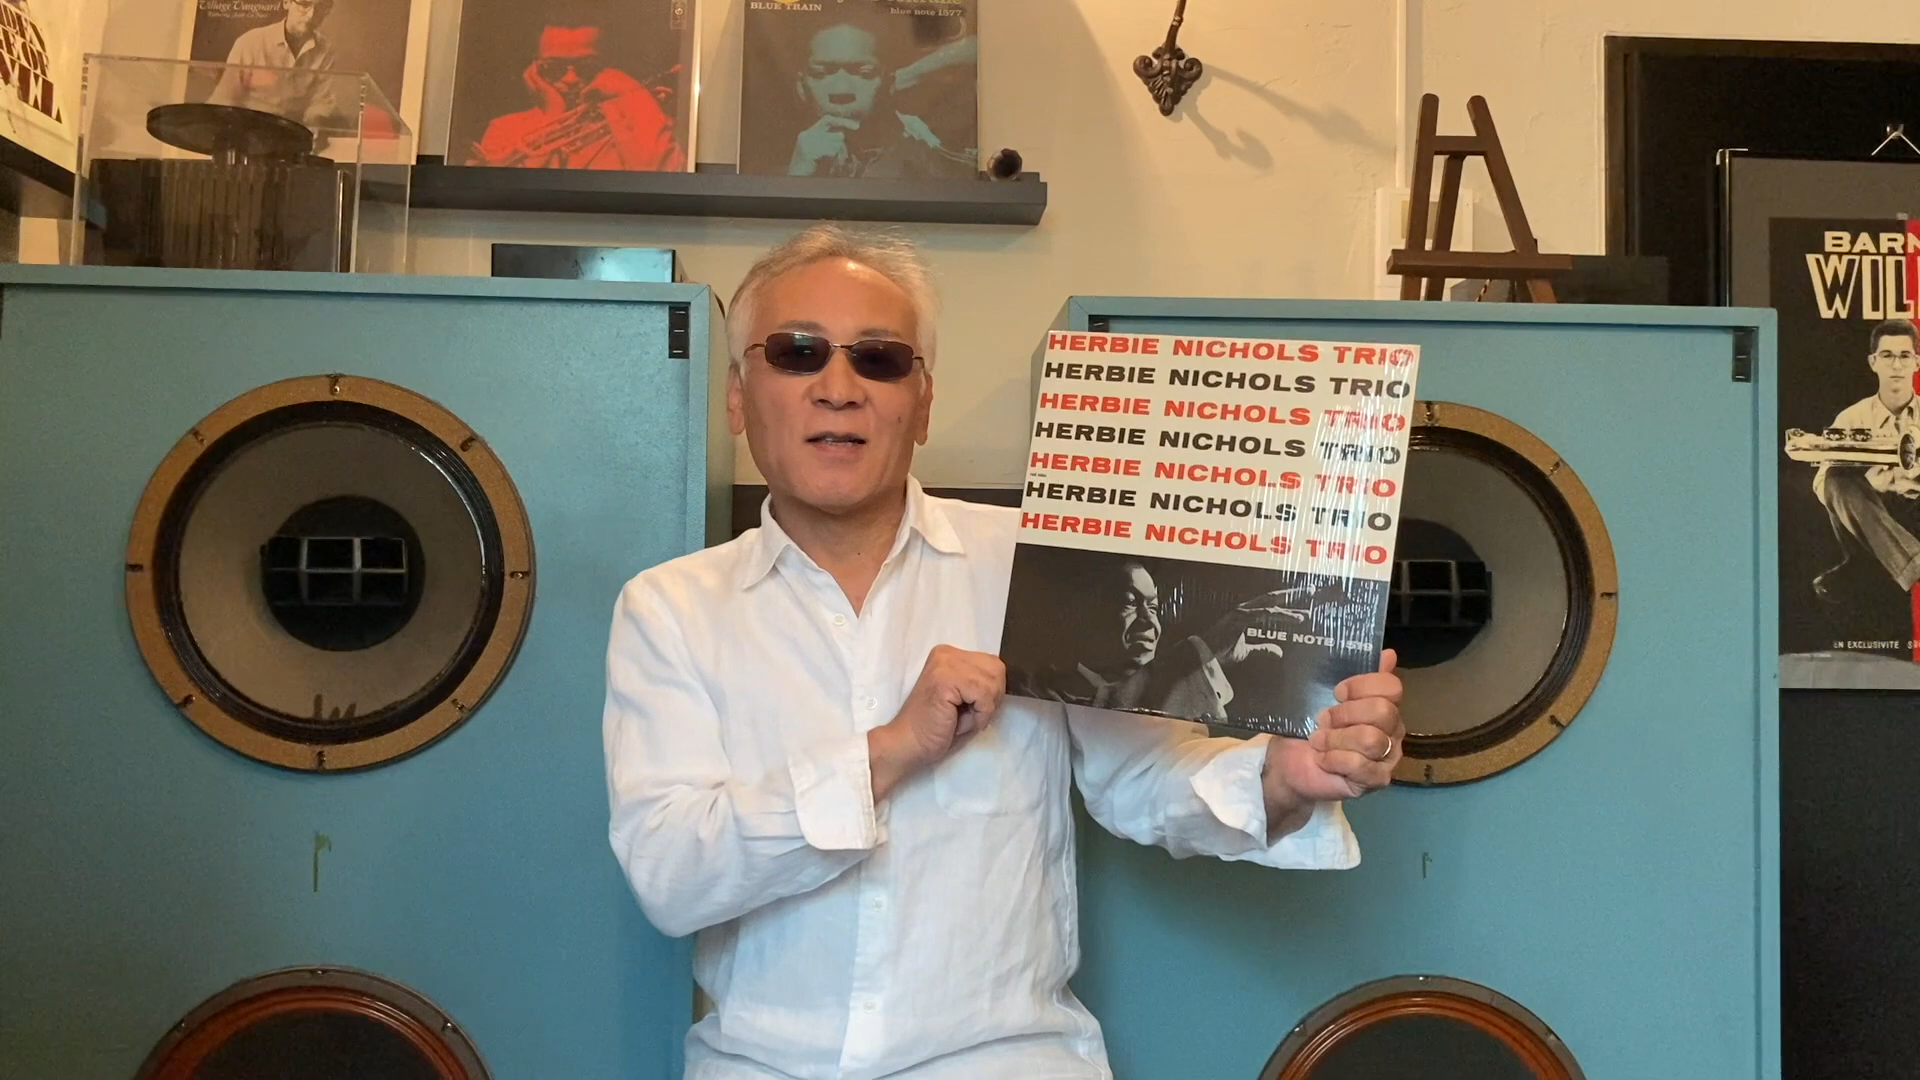 Village Vanguard
BLUE TRAIN
blue note 1577
BARN
WIL
HERBIE NICHOLS TRIO
HERBIE NICHOLS TRIO
HERBIE NICHOLS TRIO
HERBIE NICHOLS TRIO
HERBIE NICHOLS TRIO
HERBIE NICHOLS TRIO
HERBIE NICHOLS TRIO
BLUE NOTE 1519
EN EXCLUSIVITE